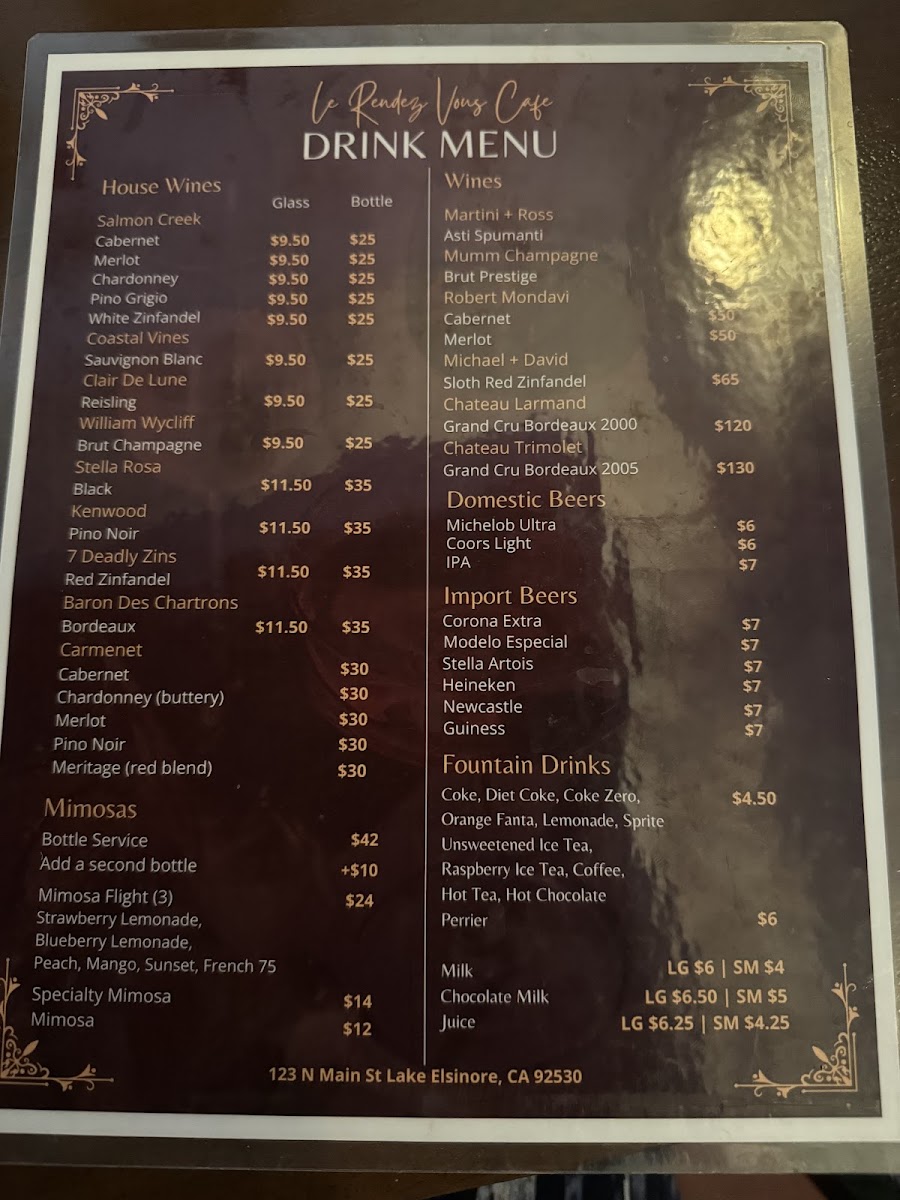 Le Rendez Vous Cafe
DRINK MENU
House Wines
Glass Bottle
Salmon Creek
Cabernet $9.50 $25
Merlot $9.50 $25
Chardonney $9.50 $25
Pino Grigio $9.50 $25
White Zinfandel $9.50 $25
Coastal Vines
Sauvignon Blanc $9.50 $25
Clair De Lune
Reisling $9.50 $25
William Wycliff
Brut Champagne $9.50 $25
Stella Rosa
Black $11.50 $35
Kenwood
Pino Noir $11.50 $35
7 Deadly Zins
Red Zinfandel $11.50 $35
Baron Des Chartrons
Bordeaux $11.50 $35
Carmenet
Cabernet $30
Chardonney (buttery) $30
Merlot $30
Pino Noir $30
Meritage (red blend) $30
Mimosas
Bottle Service $42
Add a second bottle +$10
Mimosa Flight (3) $24
Strawberry Lemonade,
Blueberry Lemonade,
Peach, Mango, Sunset, French 75
Specialty Mimosa $14
Mimosa $12
Wines
Martini + Ross
Asti Spumanti
Mumm Champagne
Brut Prestige
Robert Mondavi
Cabernet $50
Merlot $50
Michael + David
Sloth Red Zinfandel $65
Chateau Larmand
Grand Cru Bordeaux 2000 $120
Chateau Trimolet
Grand Cru Bordeaux 2005 $130
Domestic Beers
Michelob Ultra $6
Coors Light $6
IPA $7
Import Beers
Corona Extra $7
Modelo Especial $7
Stella Artois $7
Heineken $7
Newcastle $7
Guiness $7
Fountain Drinks
Coke, Diet Coke, Coke Zero, $4.50
Orange Fanta, Lemonade, Sprite
Unsweetened Ice Tea,
Raspberry Ice Tea, Coffee,
Hot Tea, Hot Chocolate
Perrier $6
Milk LG $6 | SM $4
Chocolate Milk LG $6.50 | SM $5
Juice LG $6.25 | SM $4.25
123 N Main St Lake Elsinore, CA 92530